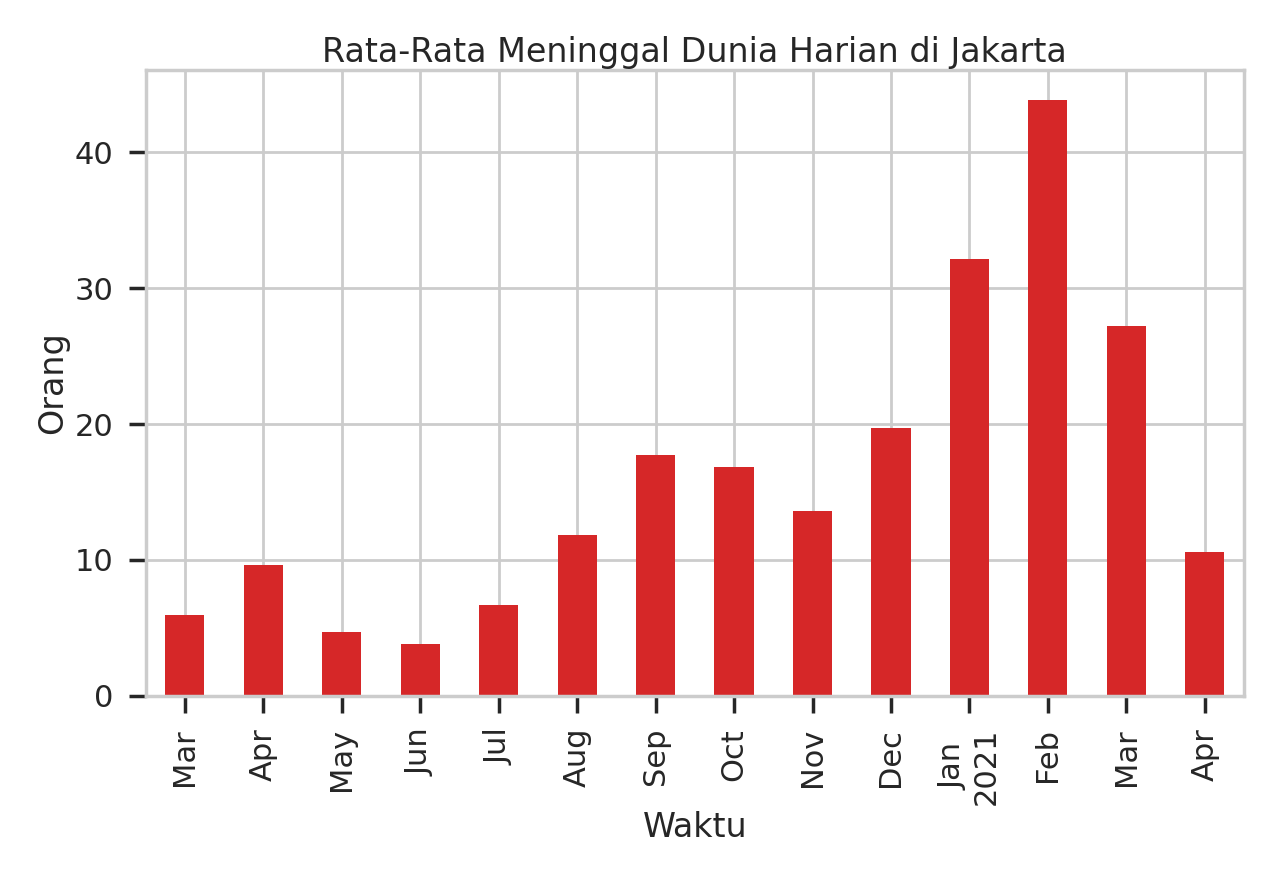 Rata-Rata Meninggal Dunia Harian di Jakarta
40
30
20
10
0
Orang
Mar
Apr
May
Jun
Jul
Aug
Sep
Oct
Nov
Dec
Jan
2021
Feb
Mar
Apr
Waktu